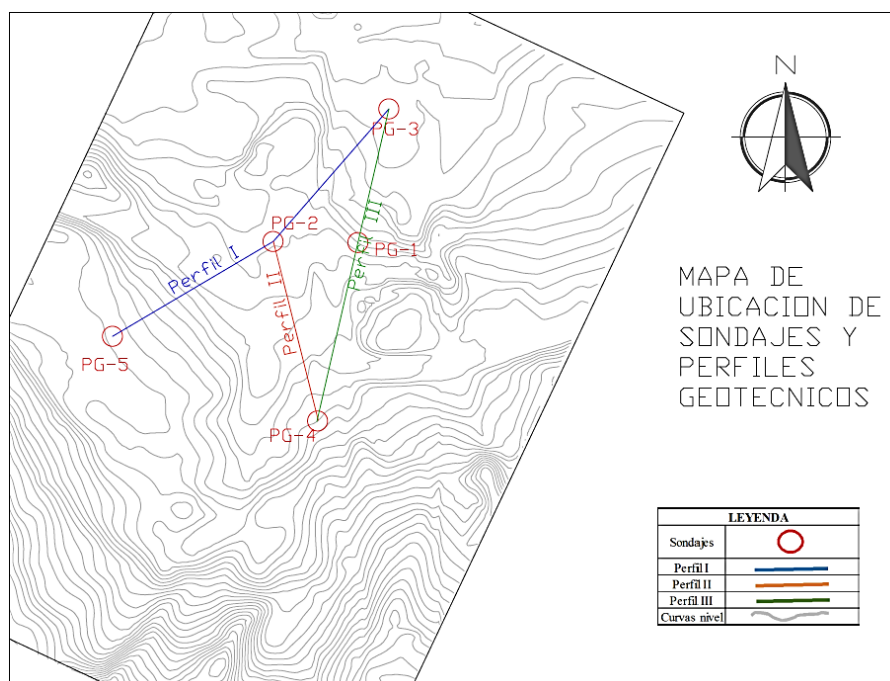 N
PG-3
PG-2
Perfil III
PG-1
Perfil I
Perfil II
PG-5
PG-4
MAPA DE
UBICACION DE
SONDAJES Y
PERFILES
GEOTECNICOS
LEYENDA
Sondajes
Perfil I
Perfil II
Perfil III
Curvas nivel